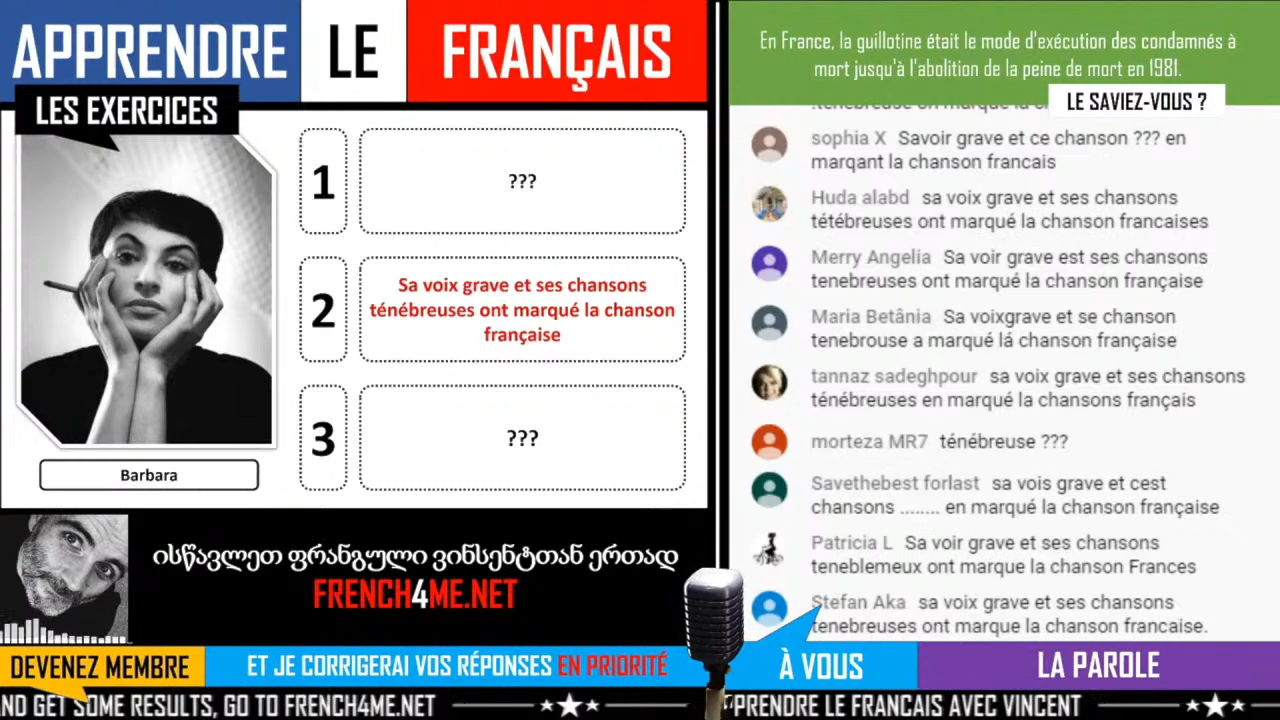 APPRENDRE LE FRANÇAIS
LES EXERCICES
1
???
2
Sa voix grave et ses chansons
ténébreuses ont marqué la chanson
française
3
???
Barbara
ისწავლეთ ფრანგული ვინსენტთან ერთად
FRENCH4ME.NET
DEVENEZ MEMBRE
ET JE CORRIGERAI VOS RÉPONSES EN PRIORITÉ
En France, la guillotine était le mode d'exécution des condamnés à
mort jusqu'à l'abolition de la peine de mort en 1981.
LE SAVIEZ-VOUS ?
sophia X Savoir grave et ce chanson ??? en
marqant la chanson francais
Huda alabd sa voix grave et ses chansons
tétébreuses ont marqué la chanson francaises
Merry Angelia Sa voir grave est ses chansons
tenebreuses ont marqué la chanson française
Maria Betânia Sa voixgrave et se chanson
tenebrouse a marqué lá chanson française
tannaz sadeghpour sa voix grave et ses chansons
ténébreuses en marqué la chansons français
morteza MR7 ténébreuse ???
Savethebest forlast sa vois grave et cest
chansons ........ en marqué la chanson française
Patricia L Sa voir grave et ses chansons
teneblemeux ont marque la chanson Frances
Stefan Aka sa voix grave et ses chansons
tenebreuses ont marque la chanson francaise.
À VOUS
LA PAROLE
ND GET SOME RESULTS, GO TO FRENCH4ME.NET
PRENDRE LE FRANCAIS AVEC VINCENT